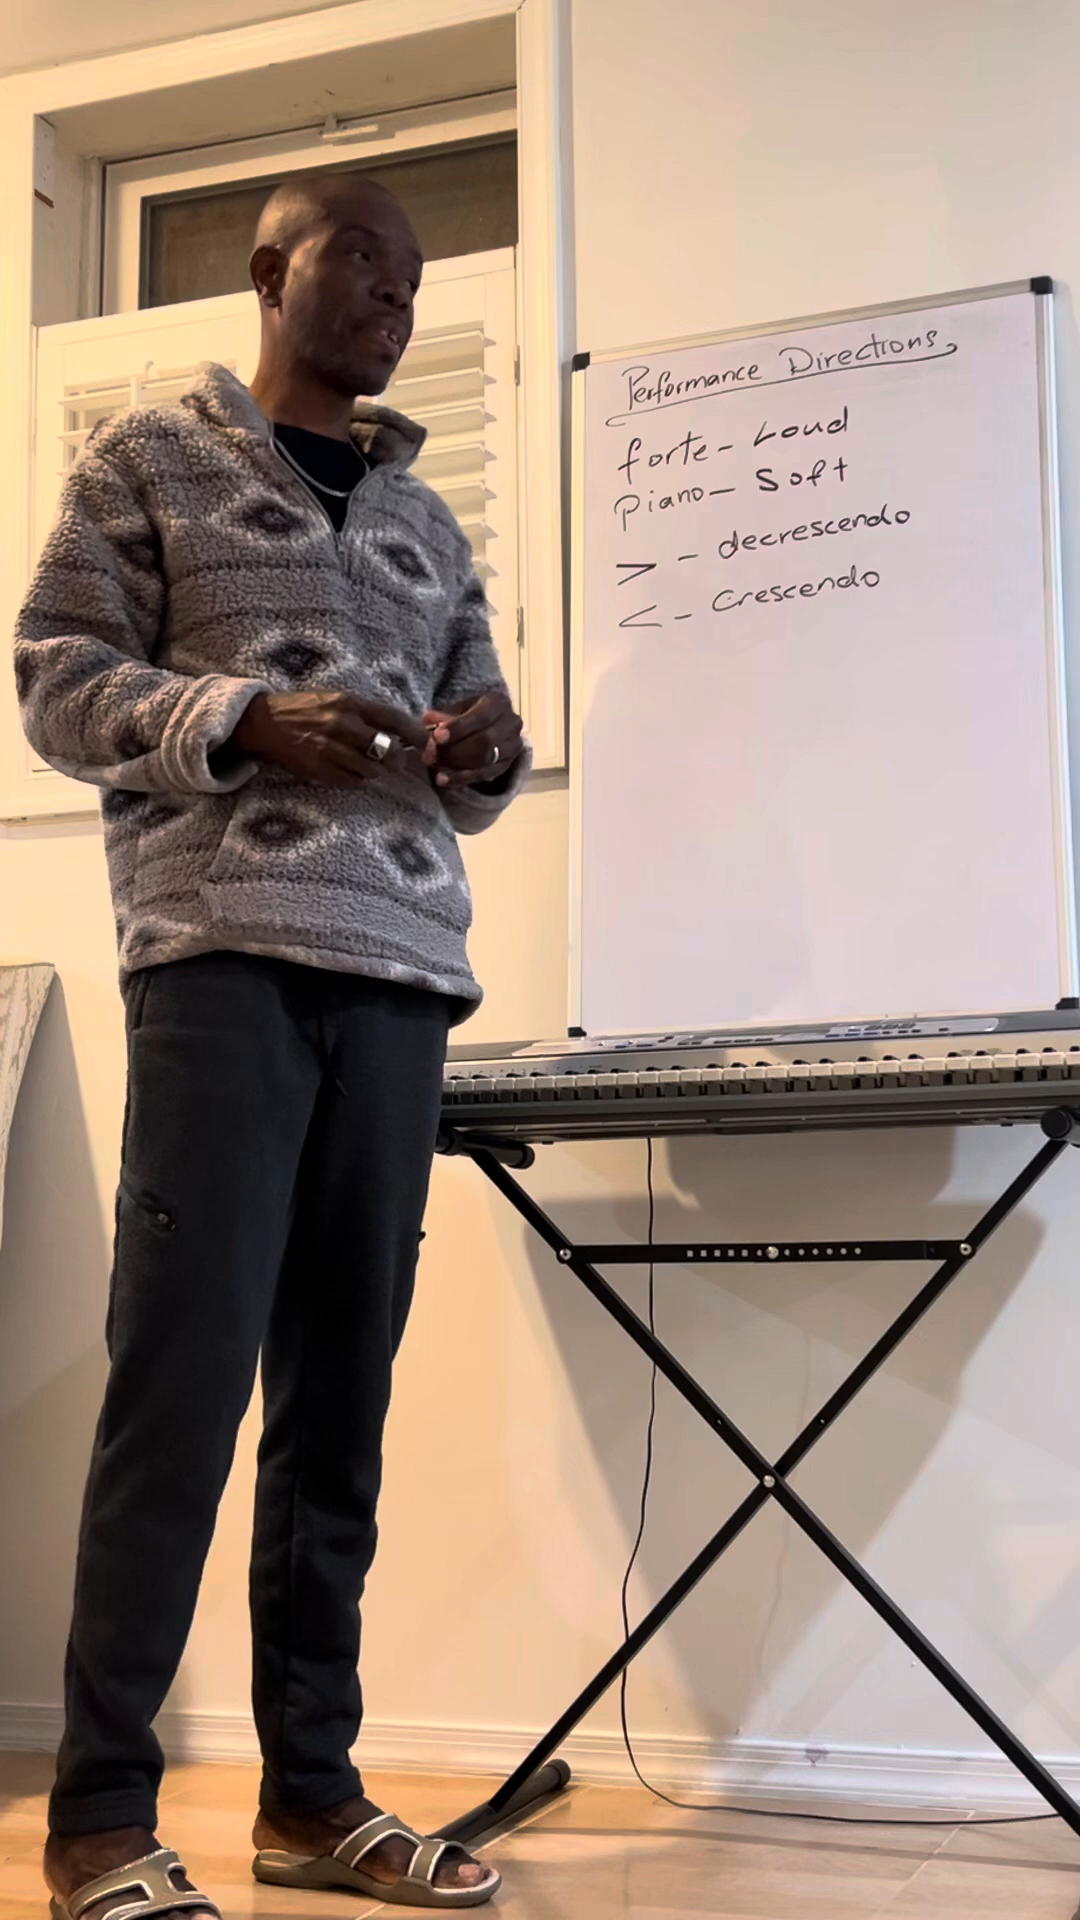 Performance Directions
forte - Loud
Piano - Soft
> - decrescendo
< - Crescendo